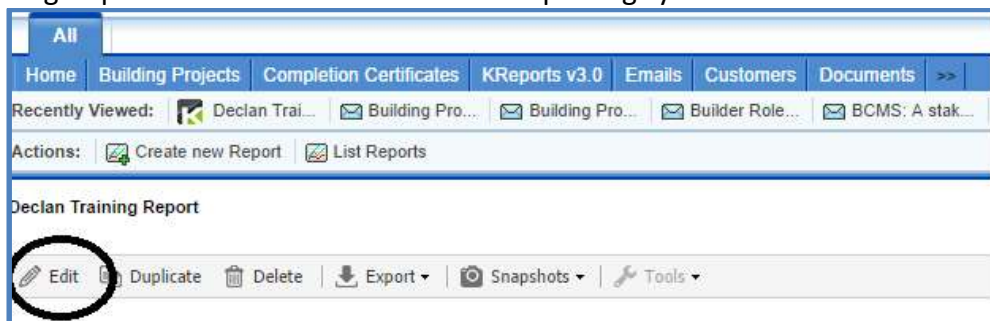 All
Home Building Projects Completion Certificates KReports v3.0 Emails Customers Documents >>
Recently Viewed: Declan Trai... Building Pro... Building Pro... Builder Role... BCMS: A stak...
Actions: Create new Report List Reports
Declan Training Report
Edit Duplicate Delete Export Snapshots Tools